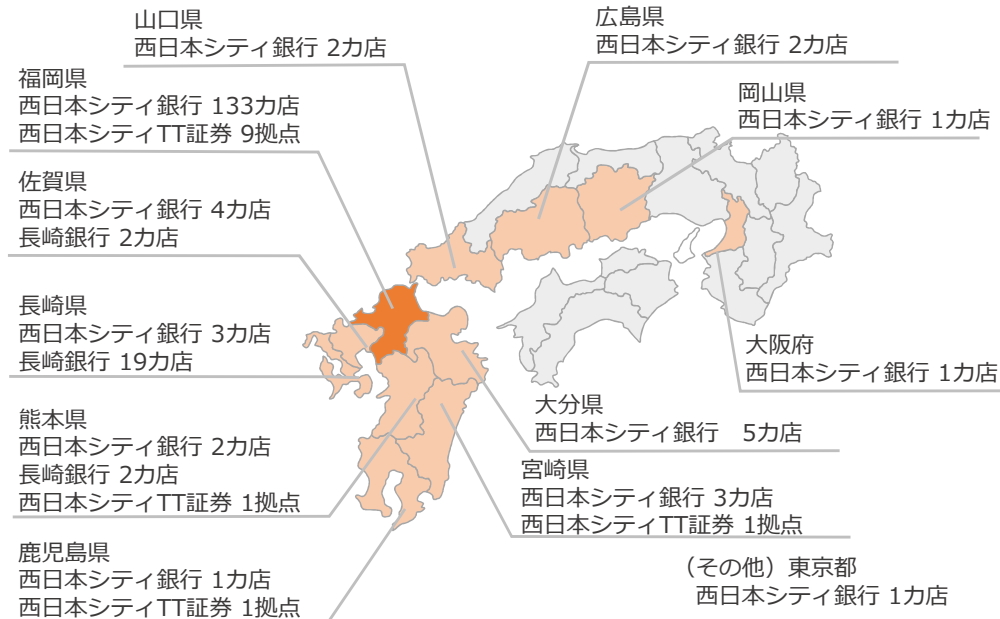 山口県
西日本シティ銀行 2カ店
広島県
西日本シティ銀行 2カ店
福岡県
西日本シティ銀行 133カ店
西日本シティTT証券 9拠点
岡山県
西日本シティ銀行 1カ店
佐賀県
西日本シティ銀行 4カ店
長崎銀行 2カ店
長崎県
西日本シティ銀行 3カ店
長崎銀行 19カ店
大阪府
西日本シティ銀行 1カ店
大分県
西日本シティ銀行　5カ店
熊本県
西日本シティ銀行 2カ店
長崎銀行 2カ店
西日本シティTT証券 1拠点
宮崎県
西日本シティ銀行 3カ店
西日本シティTT証券 1拠点
鹿児島県
西日本シティ銀行 1カ店
西日本シティTT証券 1拠点
（その他）東京都
西日本シティ銀行 1カ店